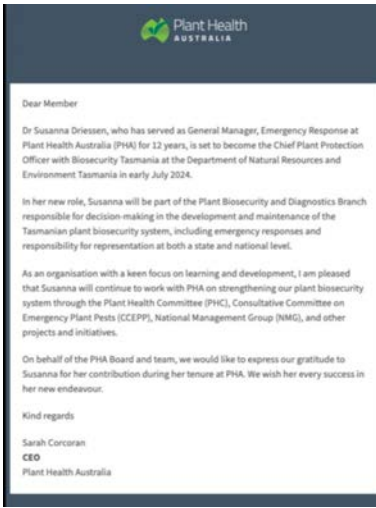 Plant Health
AUSTRALIA
Dear Member
Dr Susanna Driessen, who has served as General Manager, Emergency Response at
Plant Health Australia (PHA) for 12 years, is set to become the Chief Plant Protection
Officer with Biosecurity Tasmania at the Department of Natural Resources and
Environment Tasmania in early July 2024.
In her new role, Susanna will be part of the Plant Biosecurity and Diagnostics Branch
responsible for decision-making in the development and maintenance of the
Tasmanian plant biosecurity system, including emergency responses and
responsibility for representation at both a state and national level.
As an organisation with a keen focus on learning and development, I am pleased
that Susanna will continue to work with PHA on strengthening our plant biosecurity
system through the Plant Health Committee (PHC), Consultative Committee on
Emergency Plant Pests (CCEPP), National Management Group (NMG), and other
projects and initiatives.
On behalf of the PHA Board and team, we would like to express our gratitude to
Susanna for her contribution during her tenure at PHA. We wish her every success in
her new endeavour.
Kind regards
Sarah Corcoran
CEO
Plant Health Australia